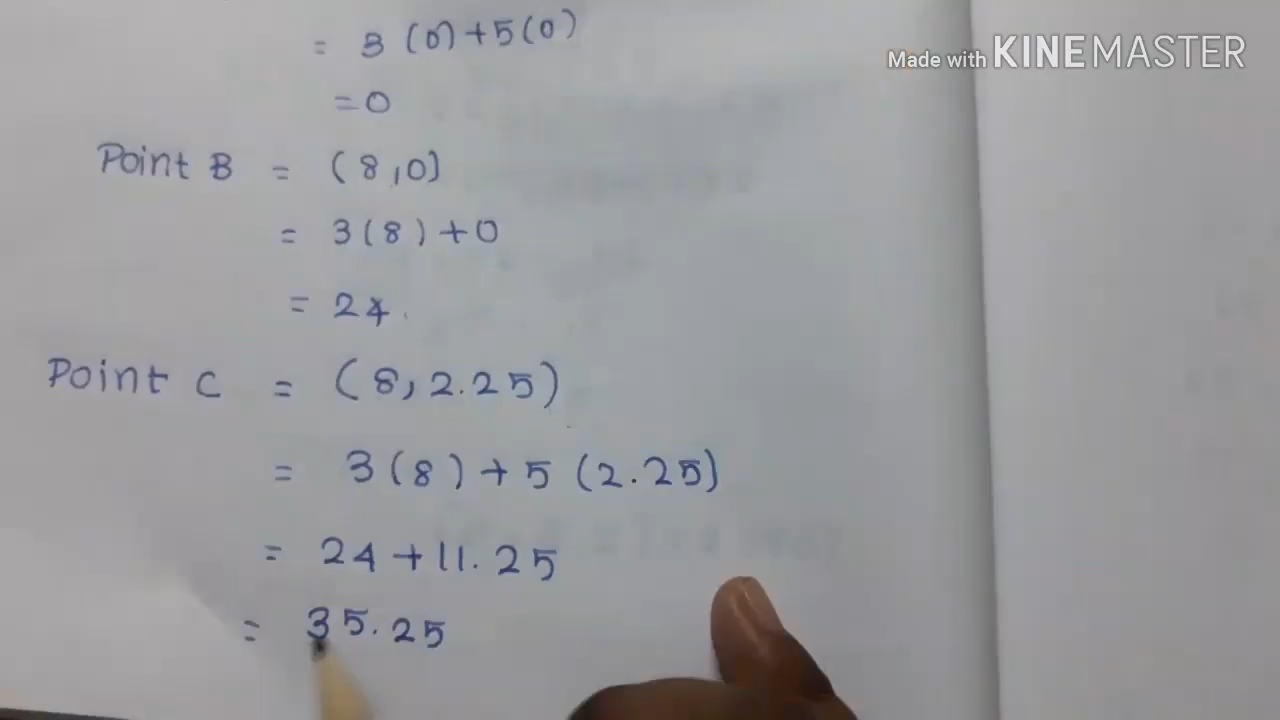 = 3 (0) + 5 (0)
Made with KINEMASTER
= 0
Point B = (8,0)
= 3(8) + 0
= 24
Point C = (8, 2.25)
= 3(8) + 5 (2.25)
= 24 + 11.25
= 35.25